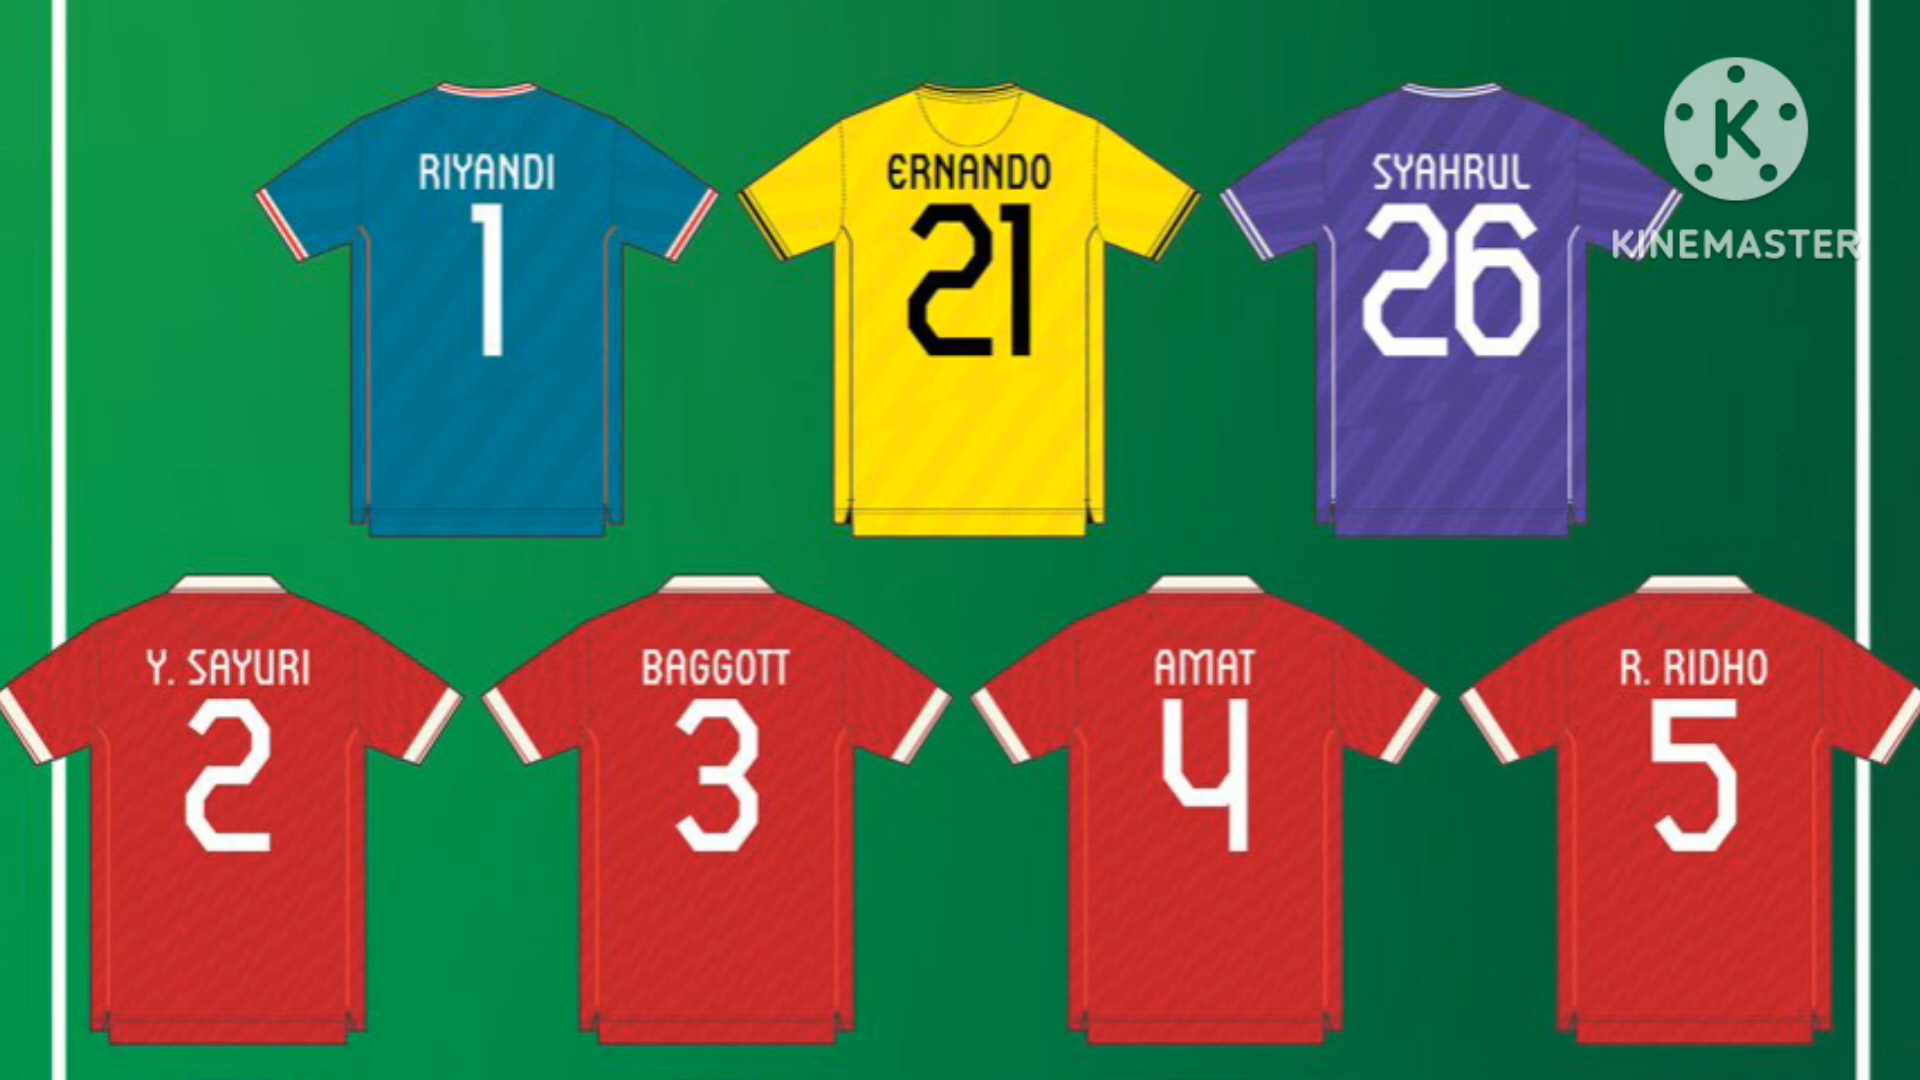 RIYANDI
1
ERNANDO
21
SYAHRUL
26
K
KINEMASTER
Y. SAYURI
2
BAGGOTT
3
AMAT
4
R. RIDHO
5